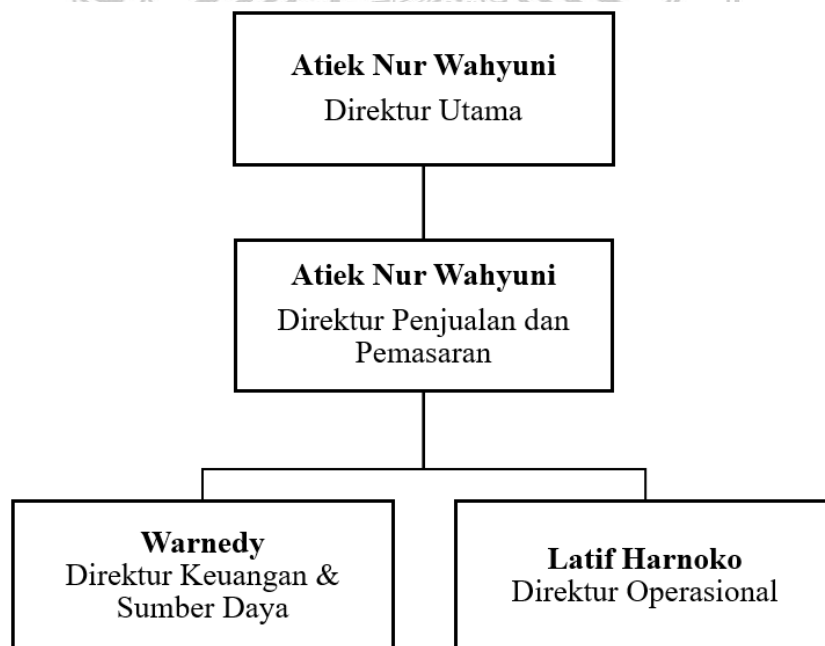 Atiek Nur Wahyuni
Direktur Utama
Atiek Nur Wahyuni
Direktur Penjualan dan
Pemasaran
Warnedy
Direktur Keuangan &
Sumber Daya
Latif Harnoko
Direktur Operasional